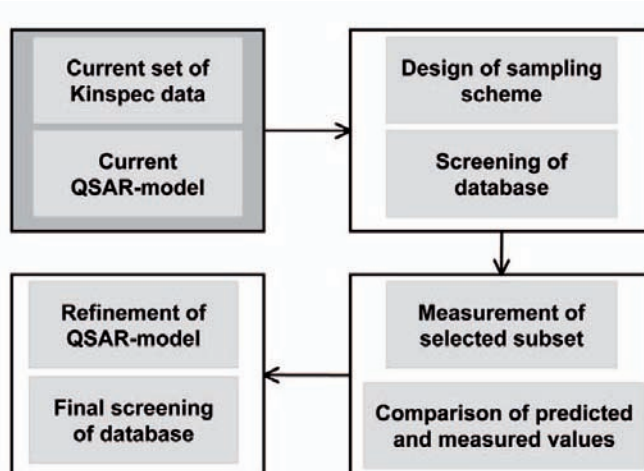 Current set of
Kinspec data
Current
QSAR-model
Design of sampling
scheme
Screening of
database
Measurement of
selected subset
Comparison of predicted
and measured values
Refinement of
QSAR-model
Final screening
of database